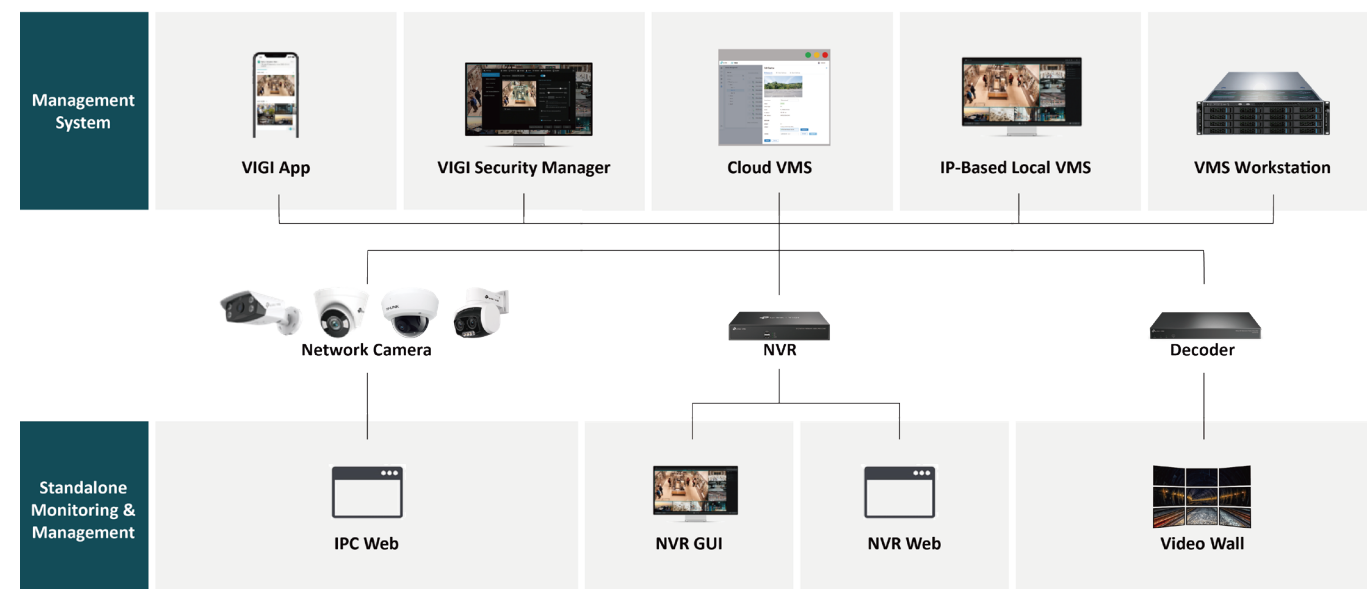 Management
System
VIGI App
VIGI Security Manager
Cloud VMS
IP-Based Local VMS
VMS Workstation
Network Camera
NVR
Decoder
Standalone
Monitoring &
Management
IPC Web
NVR GUI
NVR Web
Video Wall